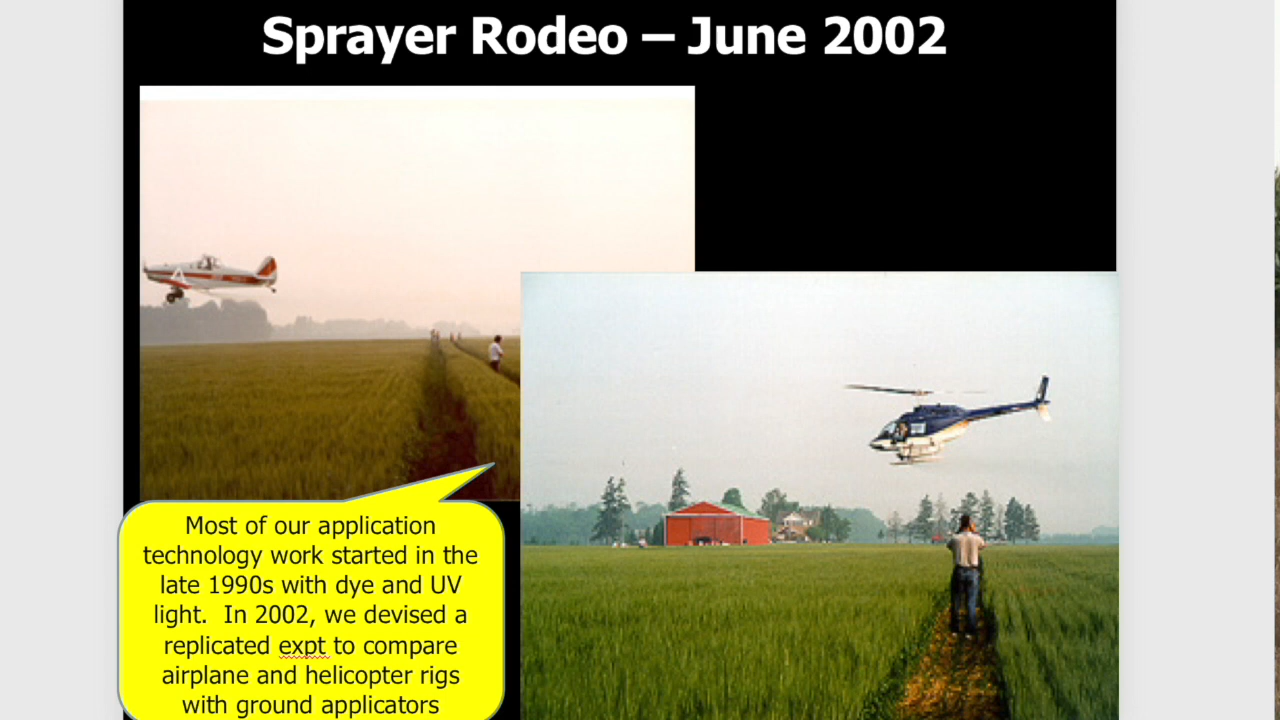 Sprayer Rodeo – June 2002
Most of our application
technology work started in the
late 1990s with dye and UV
light.  In 2002, we devised a
replicated expt to compare
airplane and helicopter rigs
with ground applicators